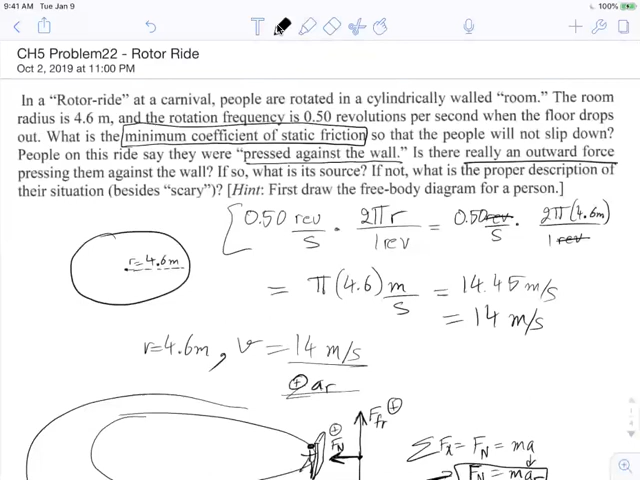 9:41 AM Tue Jan 9
100%
CH5 Problem22 - Rotor Ride
Oct 2, 2019 at 11:00 PM
In a “Rotor-ride” at a carnival, people are rotated in a cylindrically walled “room.” The room
radius is 4.6 m, and the rotation frequency is 0.50 revolutions per second when the floor drops
out. What is the minimum coefficient of static friction so that the people will not slip down?
People on this ride say they were “pressed against the wall.” Is there really an outward force
pressing them against the wall? If so, what is its source? If not, what is the proper description of
their situation (besides “scary”)? [Hint: First draw the free-body diagram for a person.]
0.50 rev/s · 2πr/1 rev = 0.50 rev/s · 2π(4.6m)/1 rev
r=4.6m
= π(4.6) m/s = 14.45 m/s
= 14 m/s
r=4.6m, v = 14 m/s
⊕ ar
Ffr ⊕
⊕
FN
ΣFx = FN = ma
FN = mar